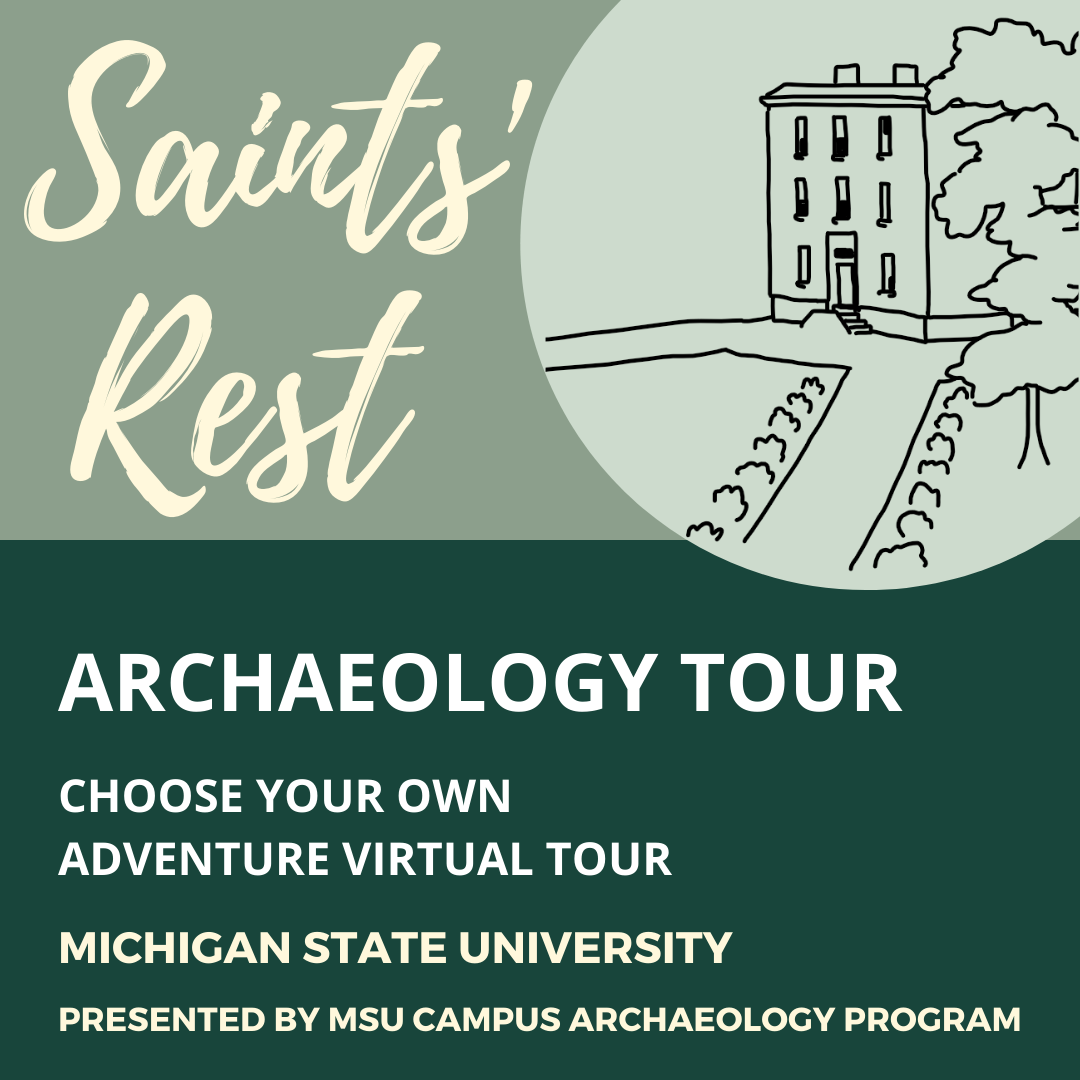 Saints'
Rest
ARCHAEOLOGY TOUR
CHOOSE YOUR OWN
ADVENTURE VIRTUAL TOUR
MICHIGAN STATE UNIVERSITY
PRESENTED BY MSU CAMPUS ARCHAEOLOGY PROGRAM